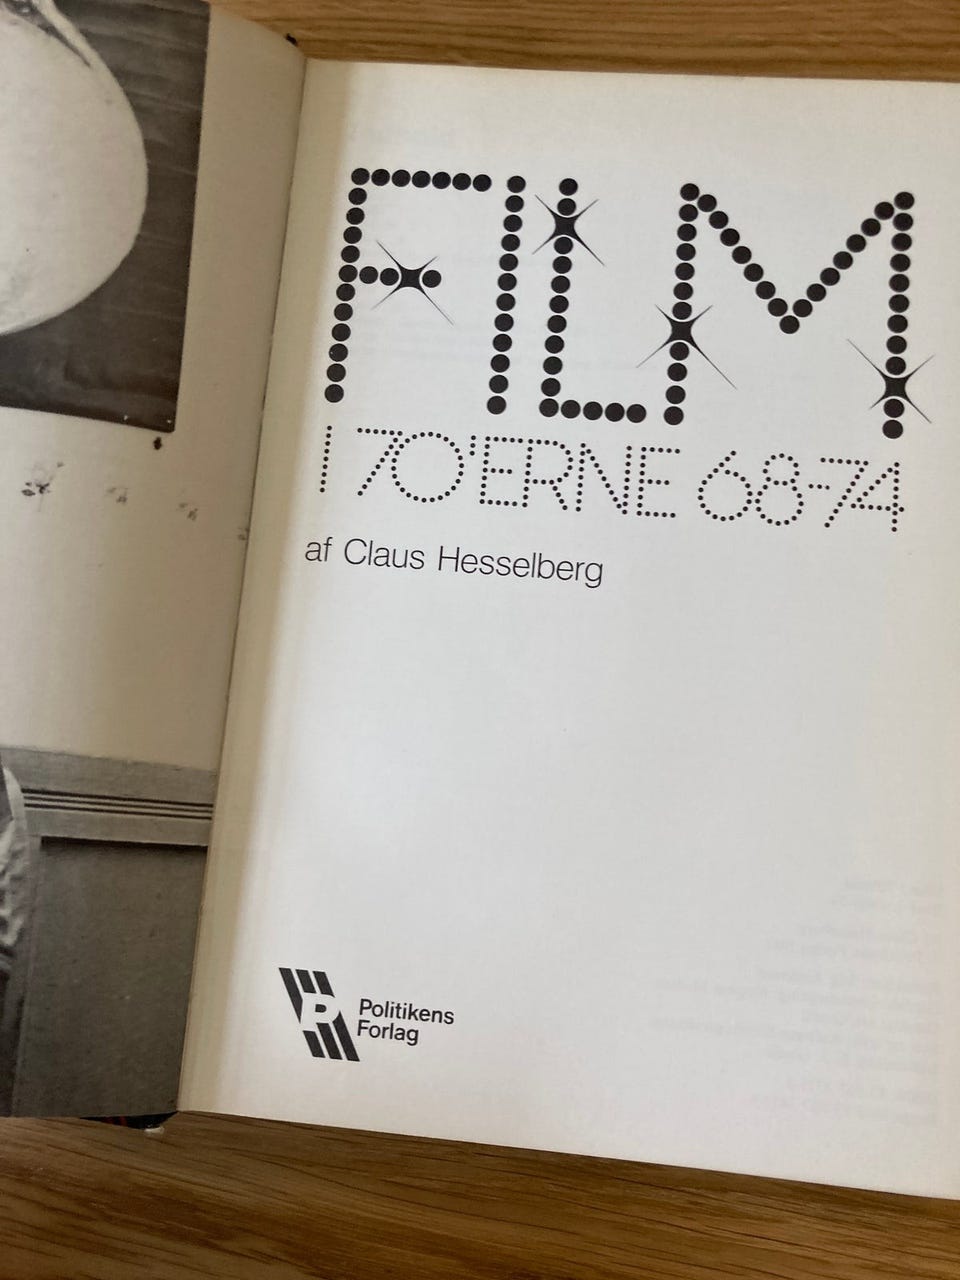 FILM
I 70'ERNE 68-74
af Claus Hesselberg
P
Politikens
Forlag